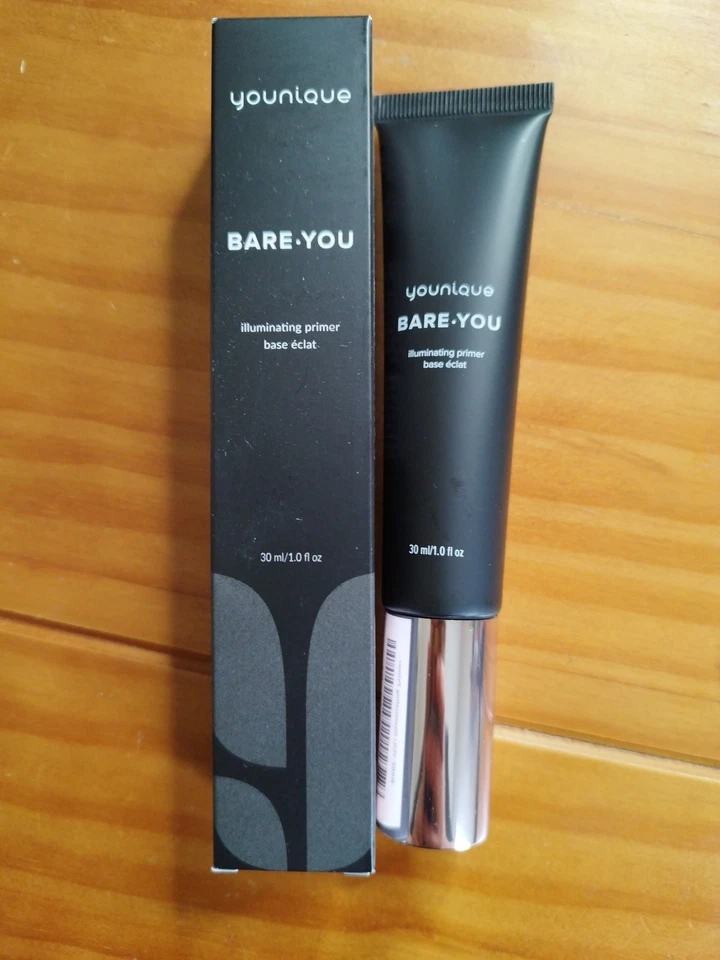 younique
BARE·YOU
illuminating primer
base éclat
30 ml/1.0 fl oz
younique
BARE·YOU
illuminating primer
base éclat
30 ml/1.0 fl oz